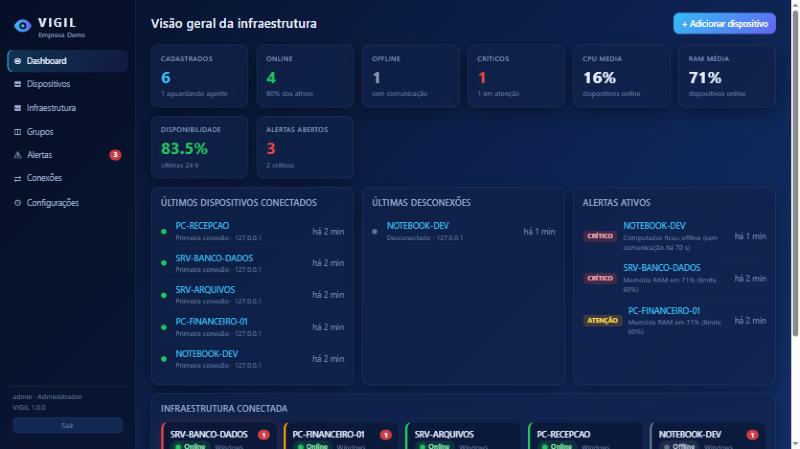 VIGIL
Empresa Demo
Dashboard
Dispositivos
Infraestrutura
Grupos
Alertas 3
Conexões
Configurações
admin · Administrador
VIGIL 1.0.0
Sair
Visão geral da infraestrutura
+ Adicionar dispositivo
CADASTRADOS
6
1 aguardando agente
ONLINE
4
80% dos ativos
OFFLINE
1
sem comunicação
CRÍTICOS
1
1 em atenção
CPU MÉDIA
16%
dispositivos online
RAM MÉDIA
71%
dispositivos online
DISPONIBILIDADE
83.5%
últimas 24 h
ALERTAS ABERTOS
3
2 críticos
ÚLTIMOS DISPOSITIVOS CONECTADOS
PC-RECEPCAO
Primeira conexão · 127.0.0.1
há 2 min
SRV-BANCO-DADOS
Primeira conexão · 127.0.0.1
há 2 min
SRV-ARQUIVOS
Primeira conexão · 127.0.0.1
há 2 min
PC-FINANCEIRO-01
Primeira conexão · 127.0.0.1
há 2 min
NOTEBOOK-DEV
Primeira conexão · 127.0.0.1
há 2 min
ÚLTIMAS DESCONEXÕES
NOTEBOOK-DEV
Desconectado · 127.0.0.1
há 1 min
ALERTAS ATIVOS
CRÍTICO
NOTEBOOK-DEV
Computador ficou offline (sem
comunicação há 70 s)
há 1 min
CRÍTICO
SRV-BANCO-DADOS
Memória RAM em 71% (limite
60%)
há 2 min
ATENÇÃO
PC-FINANCEIRO-01
Memória RAM em 71% (limite
60%)
há 2 min
INFRAESTRUTURA CONECTADA
SRV-BANCO-DADOS 1
Online Windows
PC-FINANCEIRO-01 1
Online Windows
SRV-ARQUIVOS
Online Windows
PC-RECEPCAO
Online Windows
NOTEBOOK-DEV 1
Offline Windows